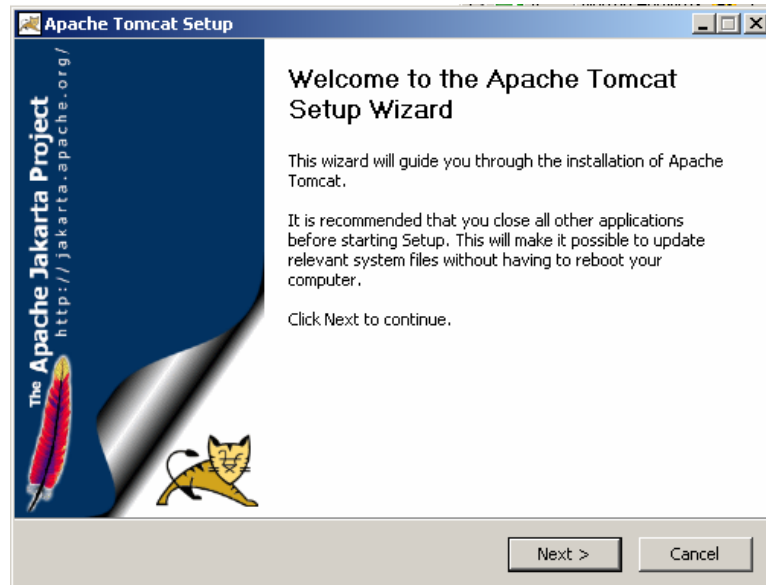 Apache Tomcat Setup
The Apache Jakarta Project
http://jakarta.apache.org/
Welcome to the Apache Tomcat
Setup Wizard
This wizard will guide you through the installation of Apache
Tomcat.
It is recommended that you close all other applications
before starting Setup. This will make it possible to update
relevant system files without having to reboot your
computer.
Click Next to continue.
Next >
Cancel